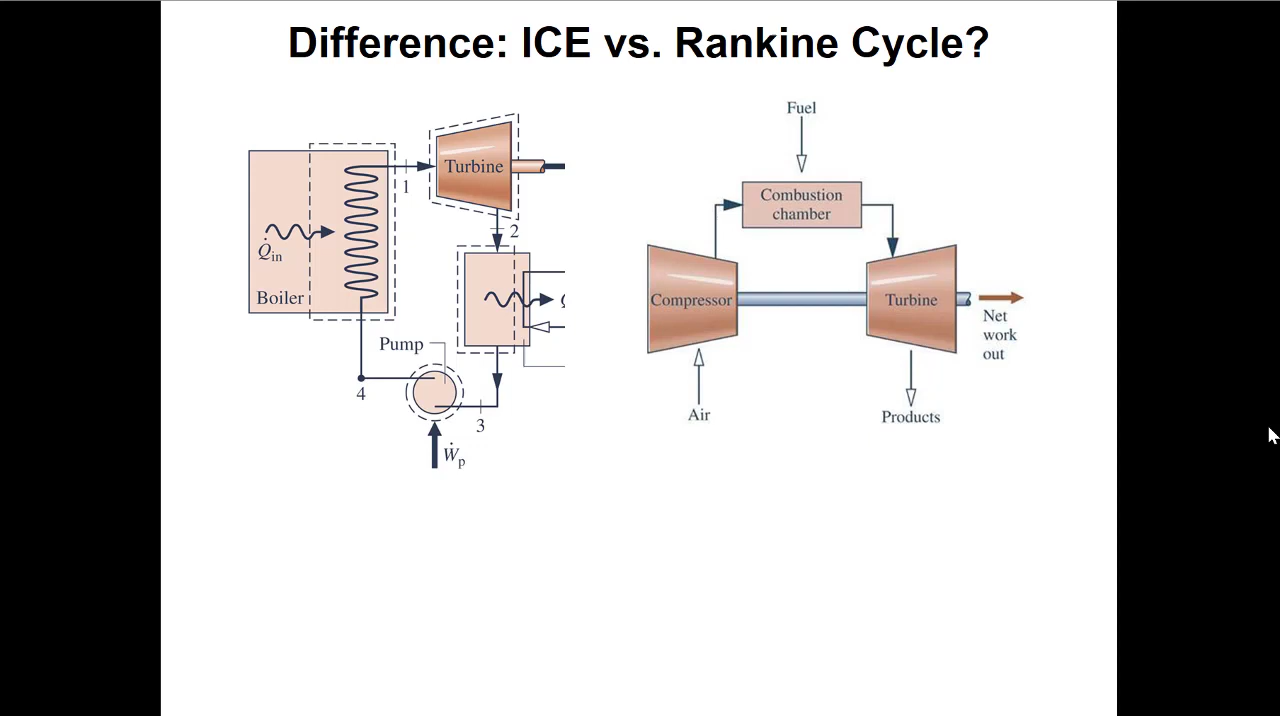 Difference: ICE vs. Rankine Cycle?
Turbine
1
2
Q̇in
Boiler
Pump
4
3
Ẇp
Fuel
Combustion
chamber
Compressor
Turbine
Net
work
out
Air
Products